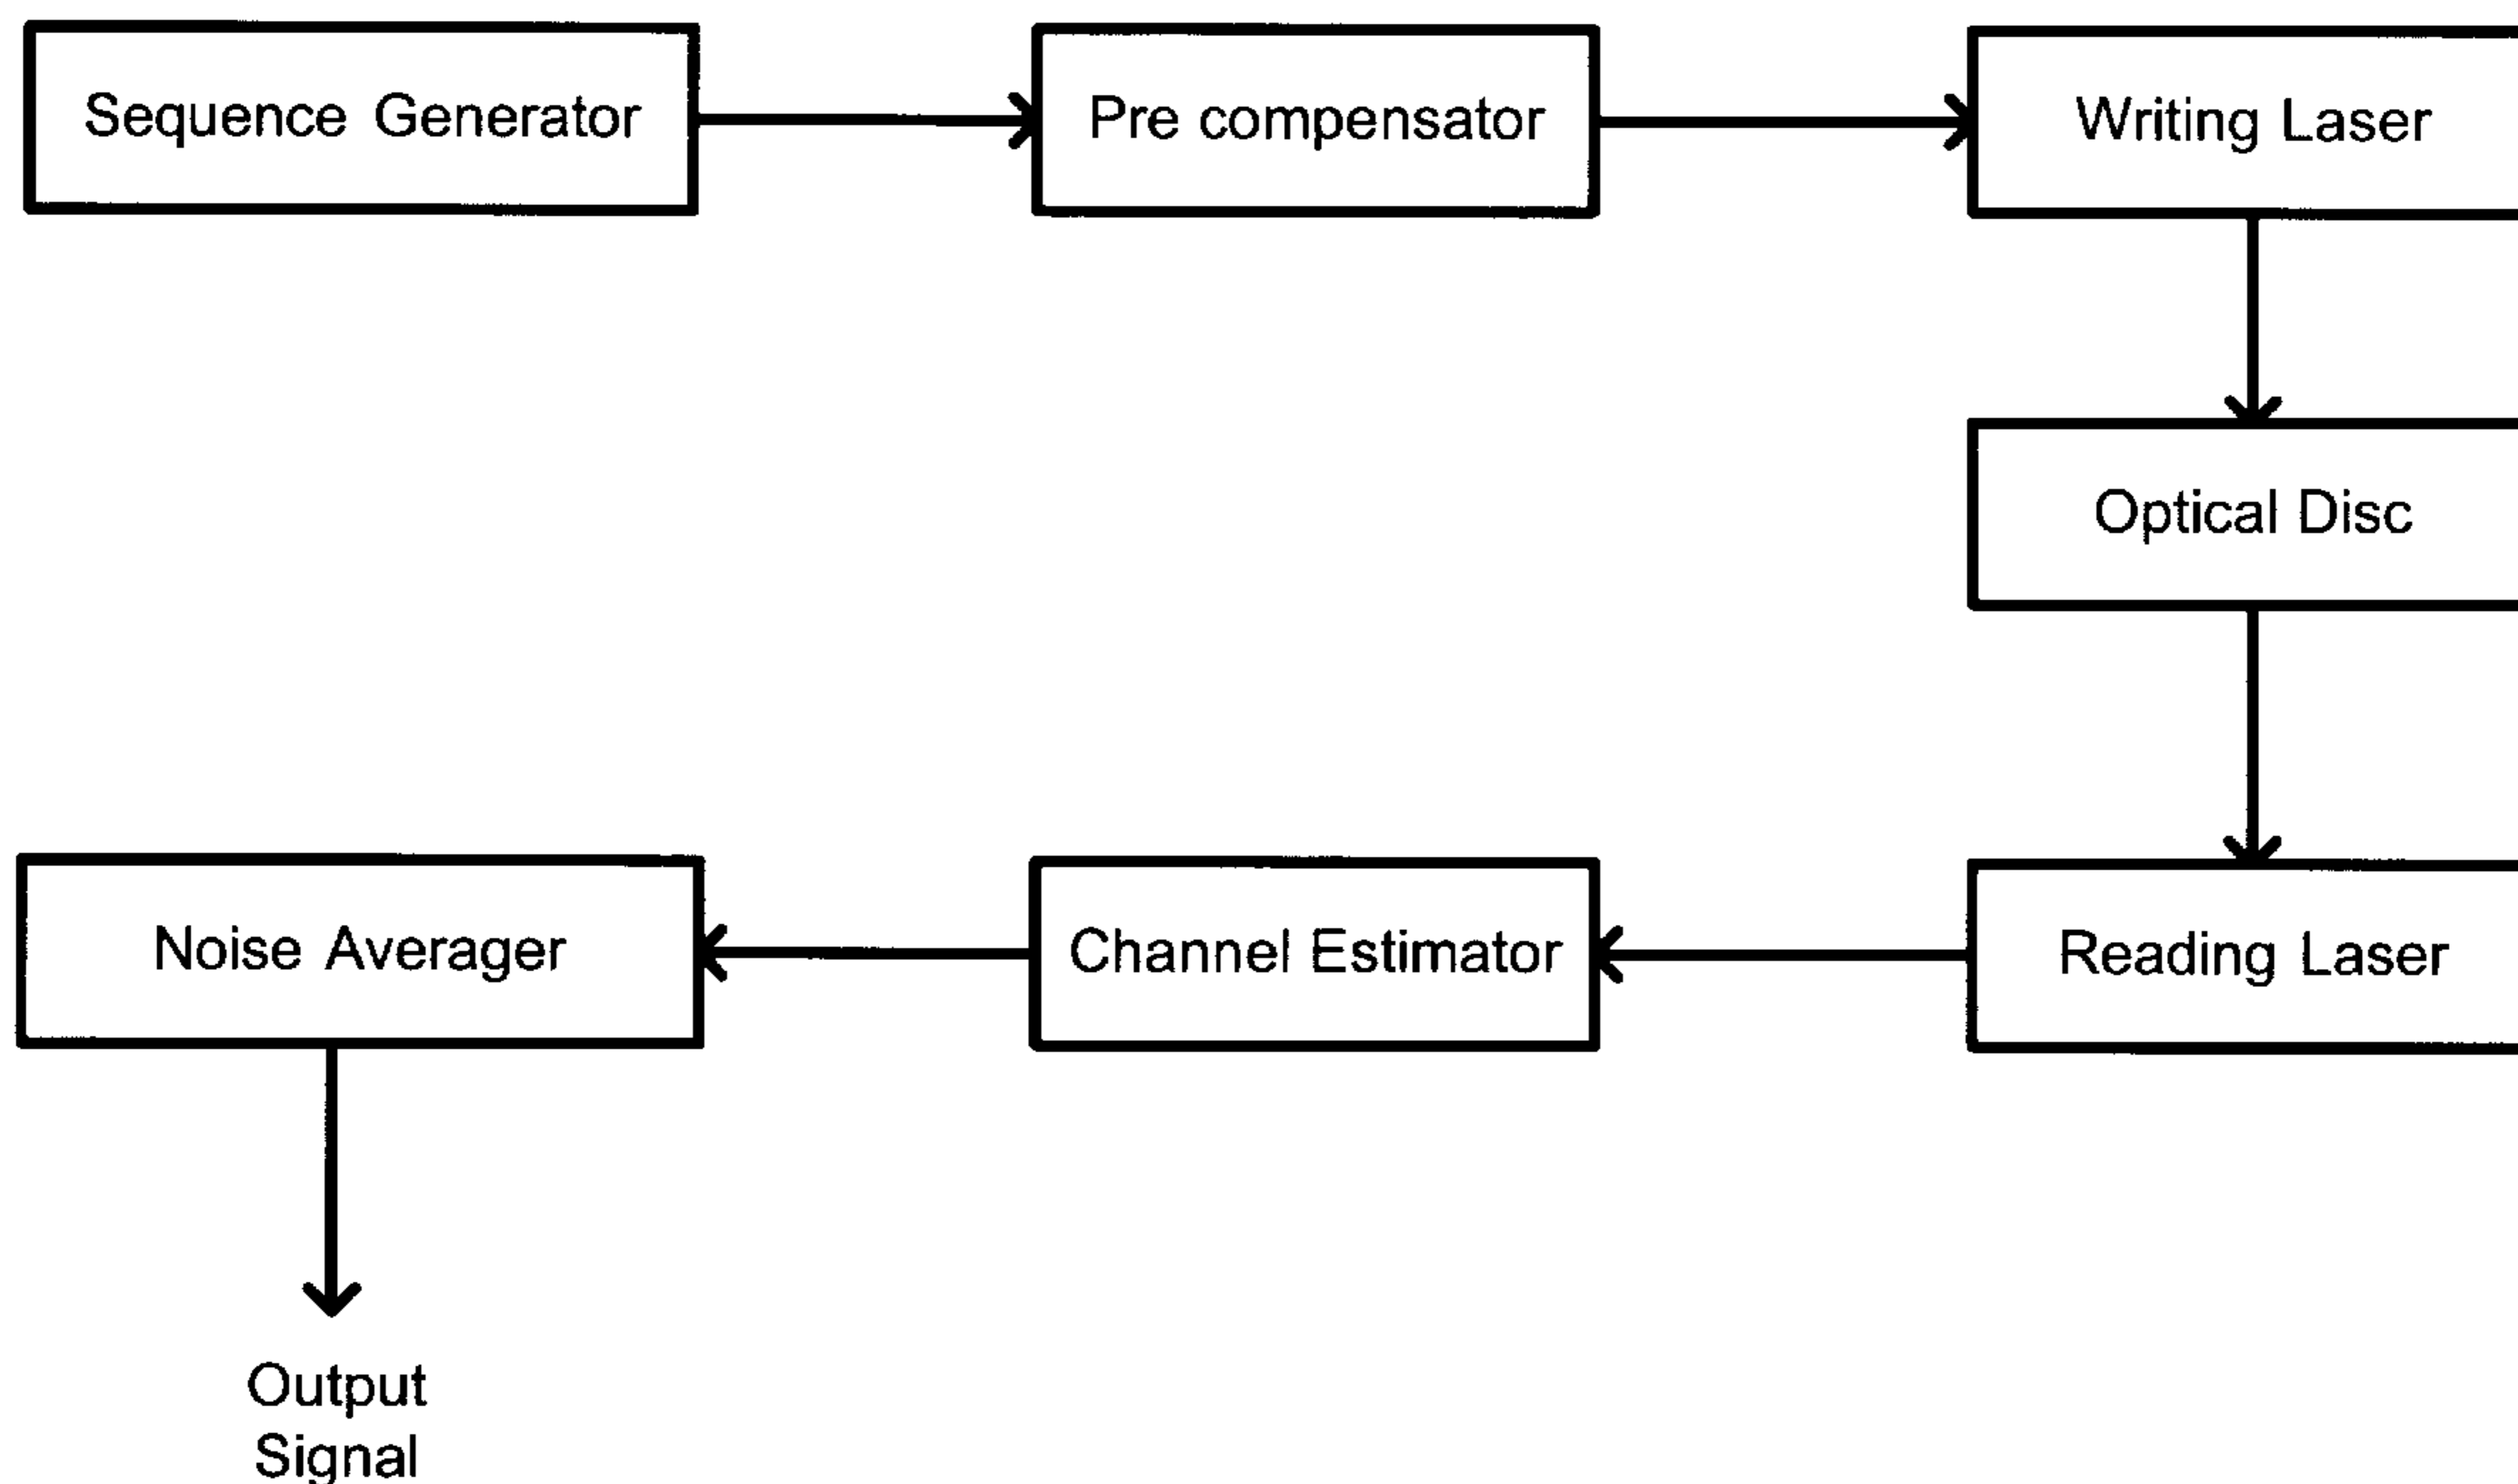 Sequence Generator
Pre compensator
Writing Laser
Optical Disc
Reading Laser
Channel Estimator
Noise Averager
Output
Signal